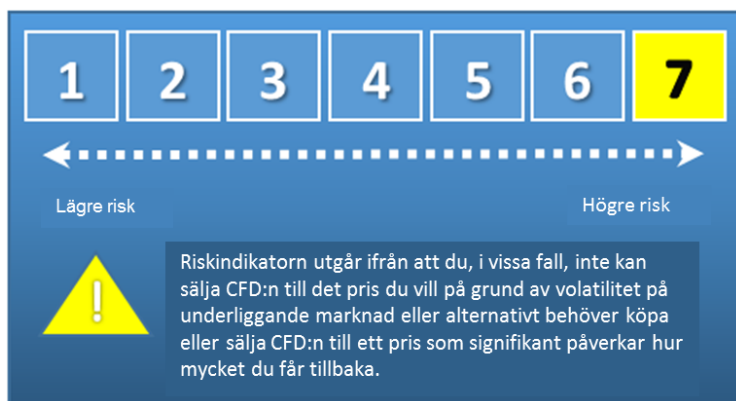 1 2 3 4 5 6 7
Lägre risk Högre risk
!
Riskindikatorn utgår ifrån att du, i vissa fall, inte kan
sälja CFD:n till det pris du vill på grund av volatilitet på
underliggande marknad eller alternativt behöver köpa
eller sälja CFD:n till ett pris som signifikant påverkar hur
mycket du får tillbaka.